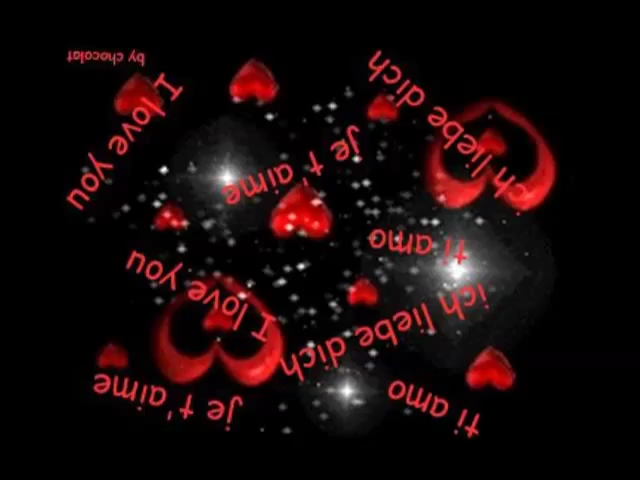 ti amo
je t'aime
ich liebe dich
I love you
ti amo
je t'aime
ich liebe dich
I love you
by chocolat